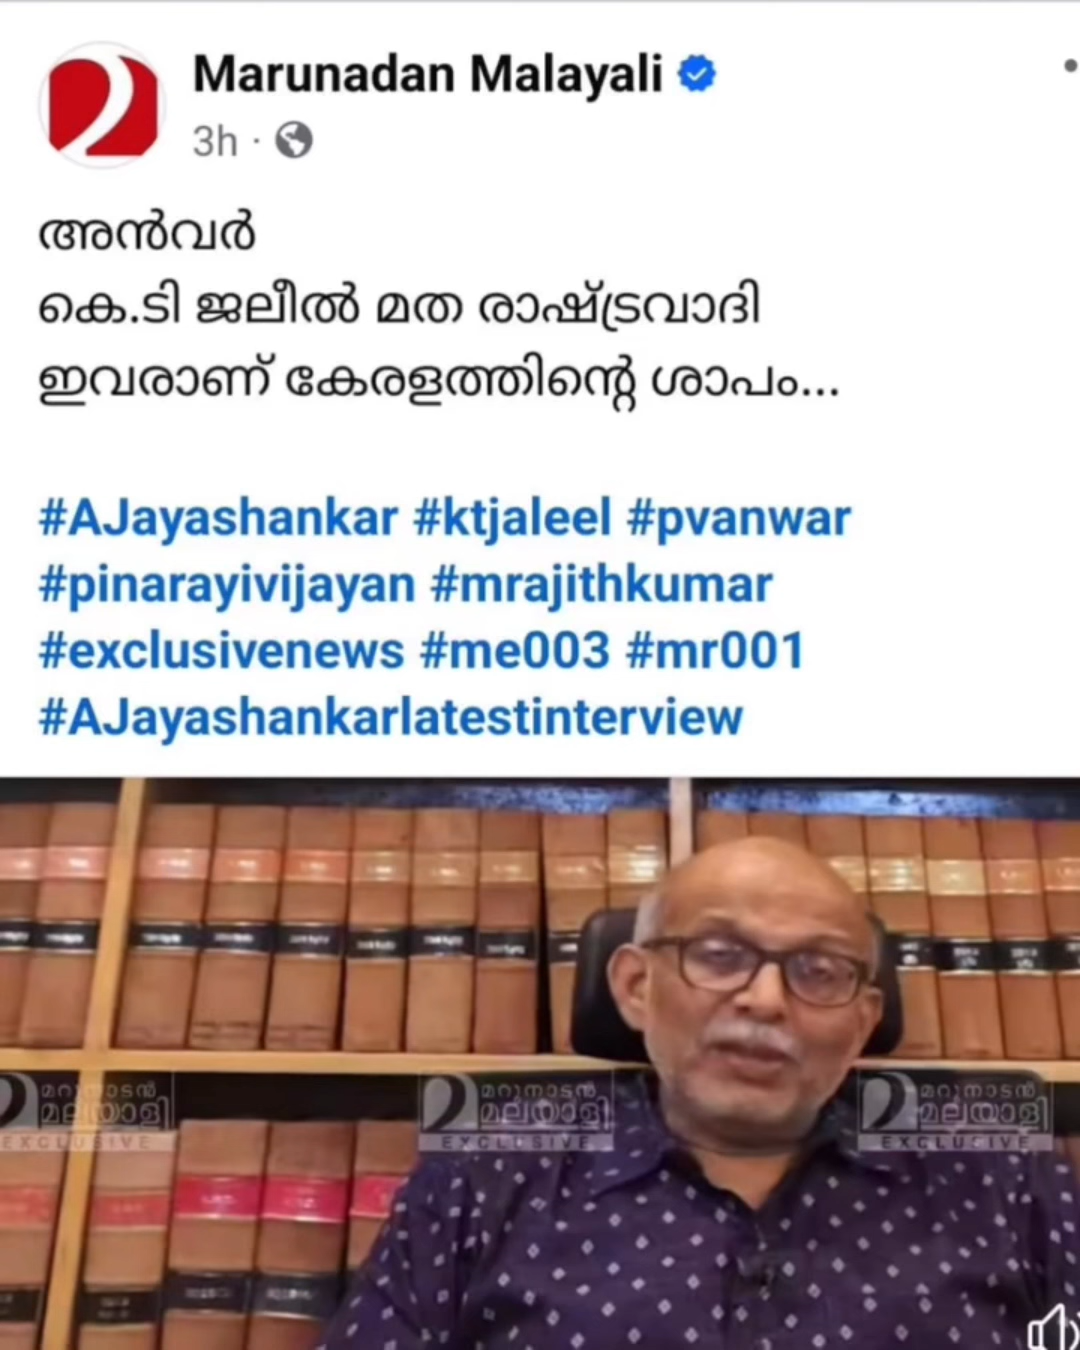 Marunadan Malayali
3h ·
അൻവർ
കെ.ടി ജലീൽ മത രാഷ്ട്രവാദി
ഇവരാണ് കേരളത്തിന്റെ ശാപം...
#AJayashankar #ktjaleel #pvanwar
#pinarayivijayan #mrajithkumar
#exclusivenews #me003 #mr001
#AJayashankarlatestinterview
മറുനാടൻ മറുനാടൻ മറുനാടൻ
മലയാളി മലയാളി മലയാളി
EXCLUSIVE EXCLUSIVE EXCLUSIVE